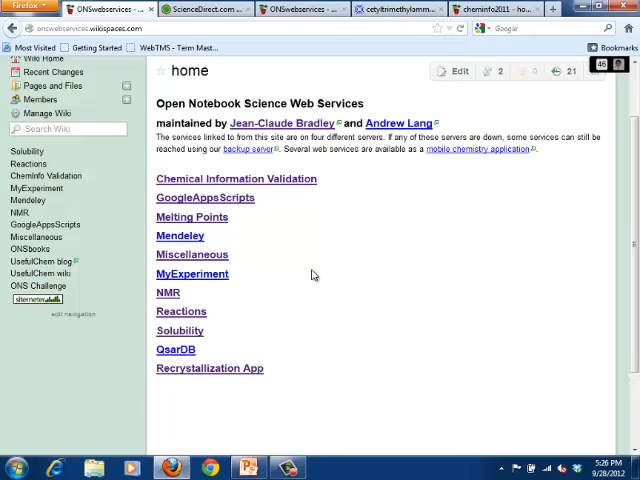 Firefox
ONSwebservices - ...
ScienceDirect.com ...
ONSwebservices - ...
cetyltrimethylamm...
cheminfo2011 - ho...
onswebservices.wikispaces.com
Google
Most Visited
Getting Started
WebTMS - Term Mast...
Bookmarks
Wiki Home
Recent Changes
Pages and Files
Members
Manage Wiki
Search Wiki
Solubility
Reactions
ChemInfo Validation
MyExperiment
Mendeley
NMR
GoogleAppsScripts
Miscellaneous
ONSbooks
UsefulChem blog
UsefulChem wiki
ONS Challenge
sitemeter
edit navigation
home
Edit
2
0
21
46
Open Notebook Science Web Services
maintained by Jean-Claude Bradley and Andrew Lang
The services linked to from this site are on four different servers. If any of these servers are down, some services can still be
reached using our backup server. Several web services are available as a mobile chemistry application.
Chemical Information Validation
GoogleAppsScripts
Melting Points
Mendeley
Miscellaneous
MyExperiment
NMR
Reactions
Solubility
QsarDB
Recrystallization App
5:26 PM
9/28/2012